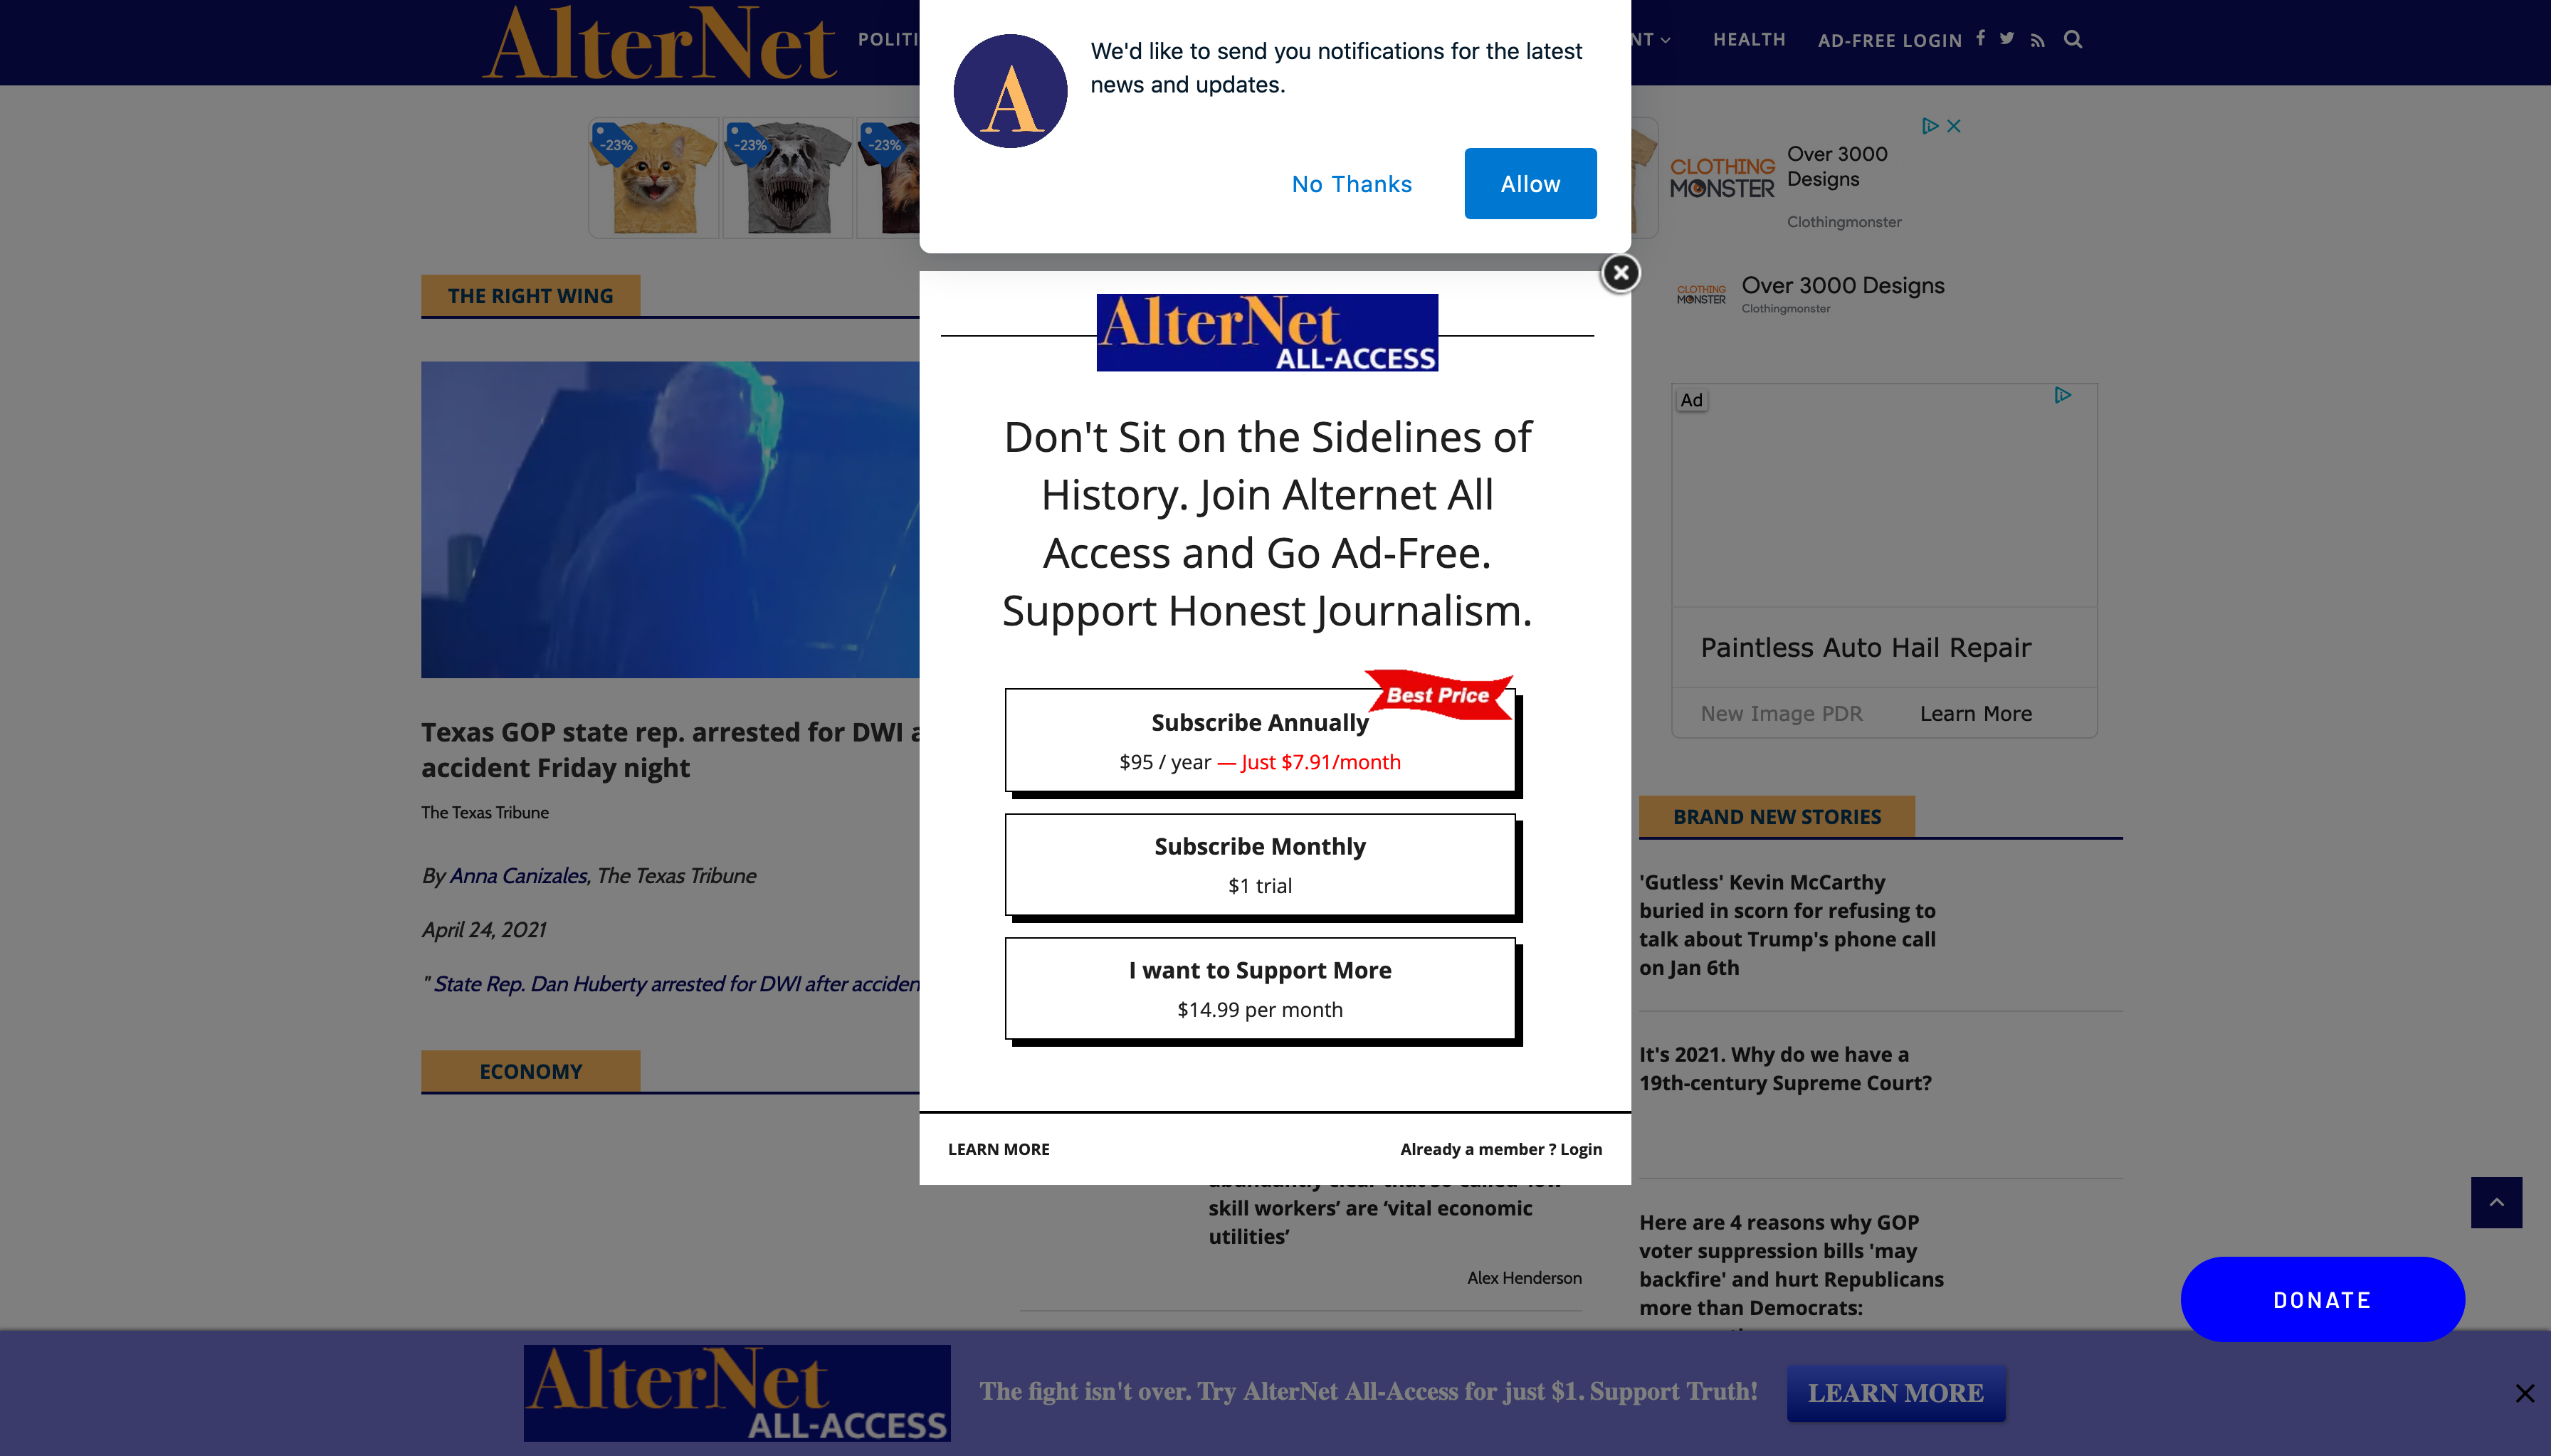 AlterNet
POLITI
NT
HEALTH
AD-FREE LOGIN
We'd like to send you notifications for the latest
news and updates.
No Thanks
Allow
-23%
-23%
-23%
CLOTHING
MONSTER
Over 3000
Designs
Clothingmonster
CLOTHING
MONSTER
Over 3000 Designs
Clothingmonster
THE RIGHT WING
Texas GOP state rep. arrested for DWI a
accident Friday night
The Texas Tribune
By Anna Canizales, The Texas Tribune
April 24, 2021
" State Rep. Dan Huberty arrested for DWI after acciden
ECONOMY
AlterNet
ALL-ACCESS
Don't Sit on the Sidelines of
History. Join Alternet All
Access and Go Ad-Free.
Support Honest Journalism.
Best Price
Subscribe Annually
$95 / year — Just $7.91/month
Subscribe Monthly
$1 trial
I want to Support More
$14.99 per month
LEARN MORE
Already a member ? Login
skill workers’ are ‘vital economic
utilities’
Alex Henderson
Ad
Paintless Auto Hail Repair
New Image PDR
Learn More
BRAND NEW STORIES
'Gutless' Kevin McCarthy
buried in scorn for refusing to
talk about Trump's phone call
on Jan 6th
It's 2021. Why do we have a
19th-century Supreme Court?
Here are 4 reasons why GOP
voter suppression bills 'may
backfire' and hurt Republicans
more than Democrats:
DONATE
AlterNet
ALL-ACCESS
The fight isn't over. Try AlterNet All-Access for just $1. Support Truth!
LEARN MORE